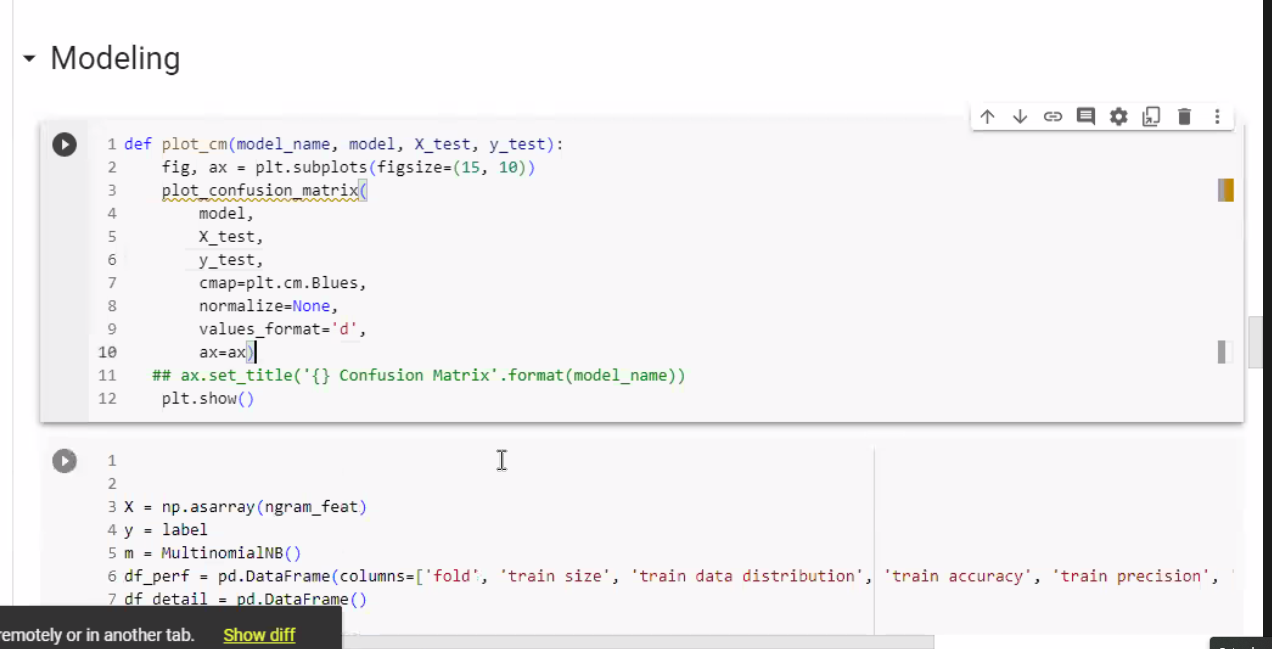 Modeling
1 def plot_cm(model_name, model, X_test, y_test):
2 fig, ax = plt.subplots(figsize=(15, 10))
3 plot_confusion_matrix(
4 model,
5 X_test,
6 y_test,
7 cmap=plt.cm.Blues,
8 normalize=None,
9 values_format='d',
10 ax=ax)
11 ## ax.set_title('{} Confusion Matrix'.format(model_name))
12 plt.show()
1
2
3 X = np.asarray(ngram_feat)
4 y = label
5 m = MultinomialNB()
6 df_perf = pd.DataFrame(columns=['fold', 'train size', 'train data distribution', 'train accuracy', 'train precision', '
7 df_detail = pd.DataFrame()
remotely or in another tab. Show diff